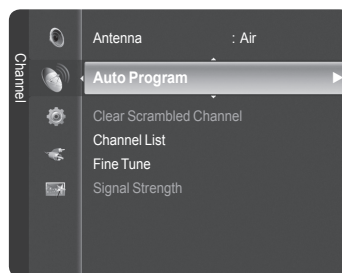 Channel
Antenna : Air
Auto Program
Clear Scrambled Channel
Channel List
Fine Tune
Signal Strength